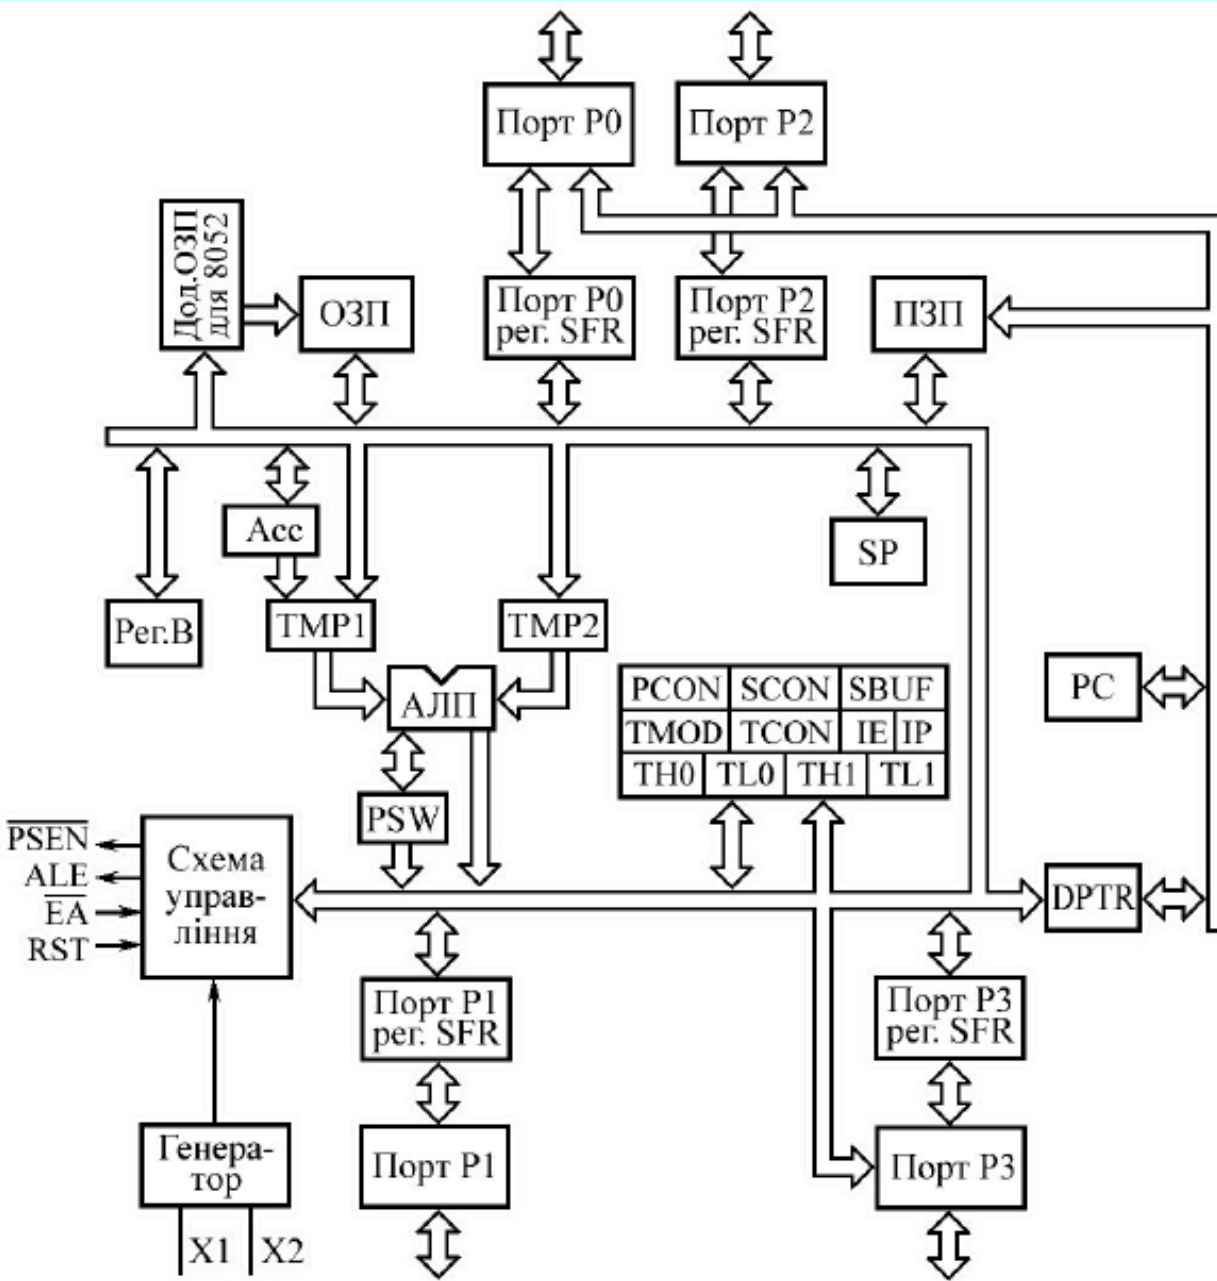 Порт P0
Порт P2
Дод.ОЗП
для 8052
ОЗП
Порт P0
рег. SFR
Порт P2
рег. SFR
ПЗП
Acc
SP
Рег.B
TMP1
TMP2
АЛП
PCON SCON SBUF
TMOD TCON IE IP
TH0 TL0 TH1 TL1
PC
PSW
PSEN
ALE
EA
RST
Схема
управ-
ління
DPTR
Порт P1
рег. SFR
Порт P3
рег. SFR
Генера-
тор
Порт P1
Порт P3
X1 X2